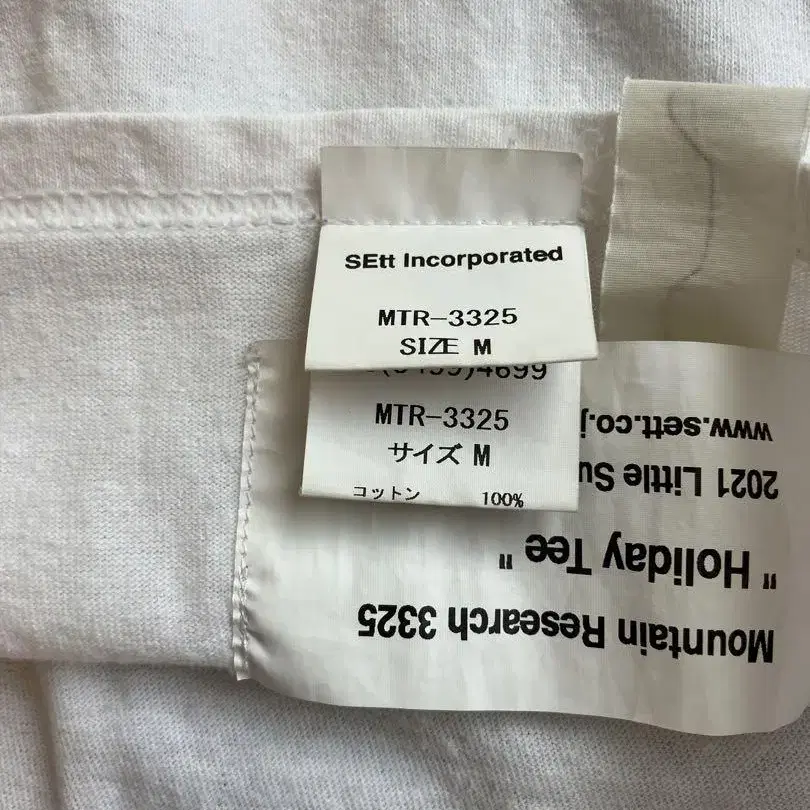 SEtt Incorporated
MTR-3325
SIZE M
4699
MTR-3325
サイズ M
コットン 100%
Mountain Research 3325
" Holiday Tee "
2021 Little
www.sett.co.j